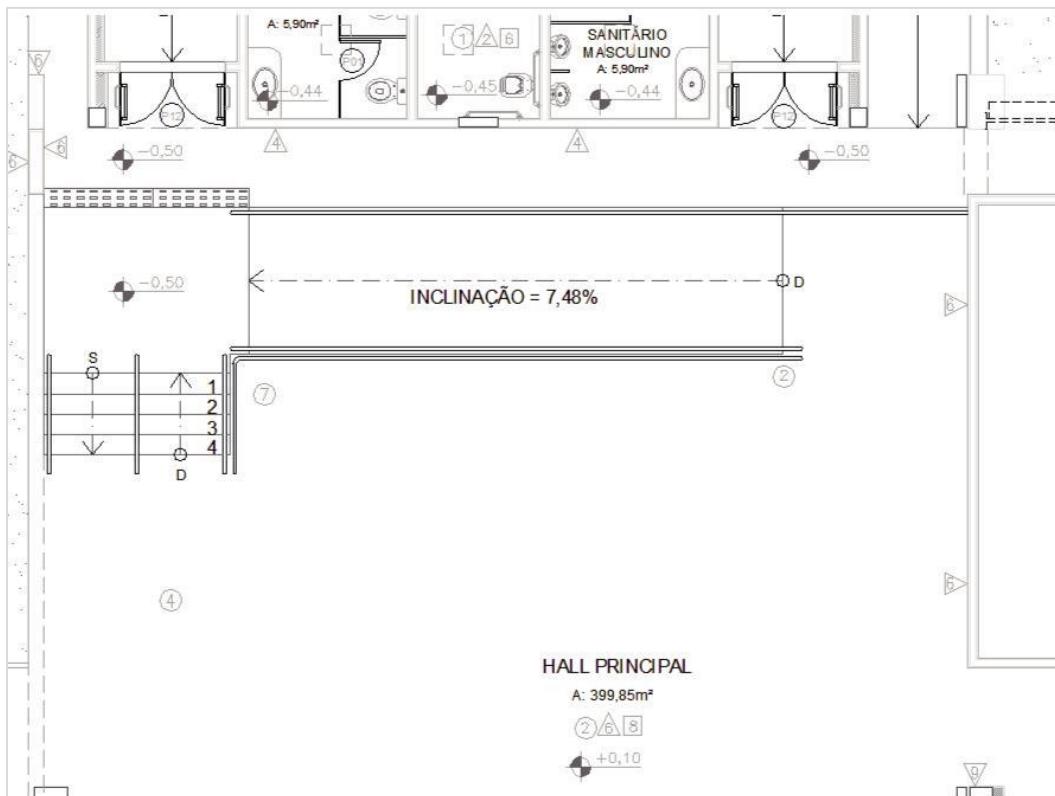 A: 5,90m²
1 2 6
SANITÁRIO
MASCULINO
A: 5,90m²
P01
6
-0,44
-0,45
-0,44
P12
P12
4
4
6
6
-0,50
-0,50
-0,50
INCLINAÇÃO = 7,48%
D
6
S
1
2
3
4
D
7
2
4
6
HALL PRINCIPAL
A: 399,85m²
2 6 8
+0,10
9